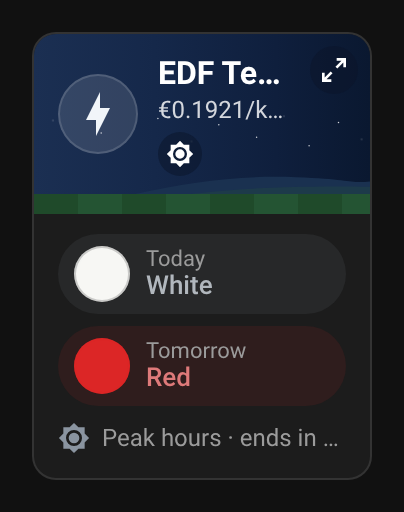 EDF Te...
€0.1921/k...
Today
White
Tomorrow
Red
Peak hours · ends in ...